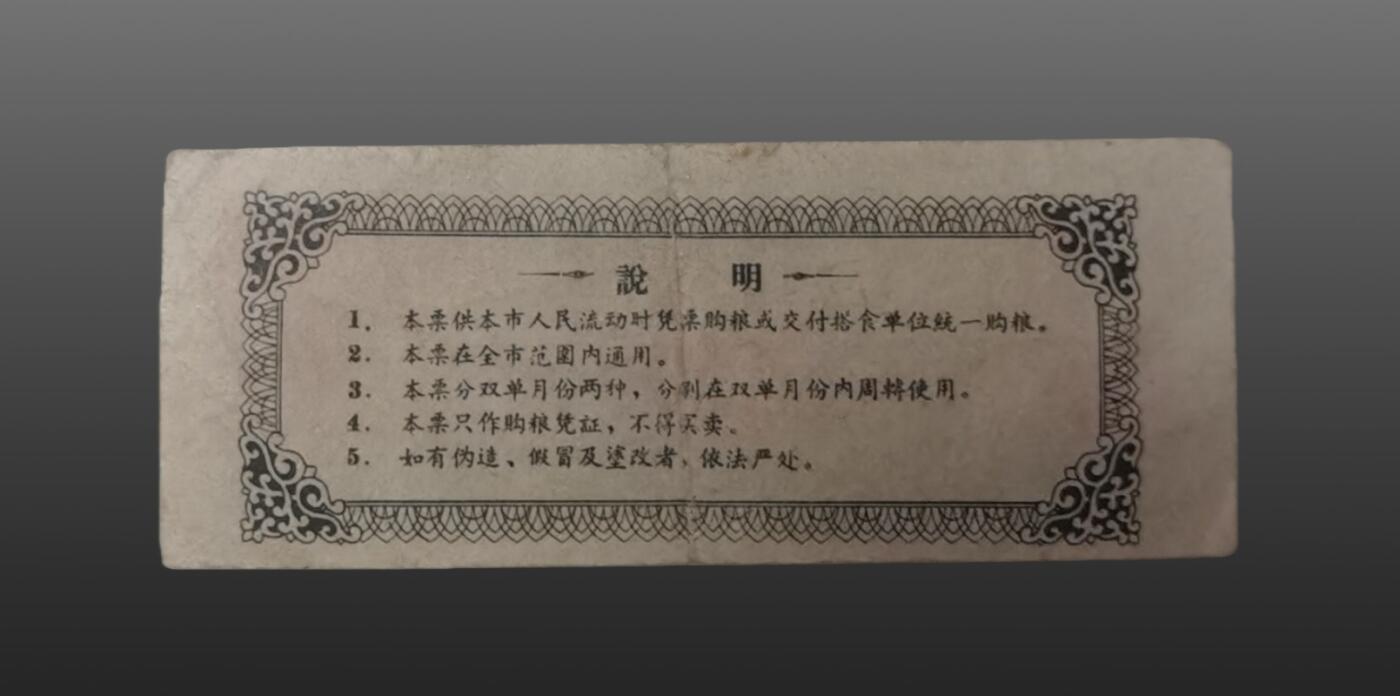 說 明
1. 本票供本市人民流动时凭票购粮或交付搭食单位統一购粮。
2. 本票在全市范圍内通用。
3. 本票分双单月份两种，分别在双单月份内周轉使用。
4. 本票只作购粮凭証，不得买卖。
5. 如有伪造、假冒及塗改者，依法严处。